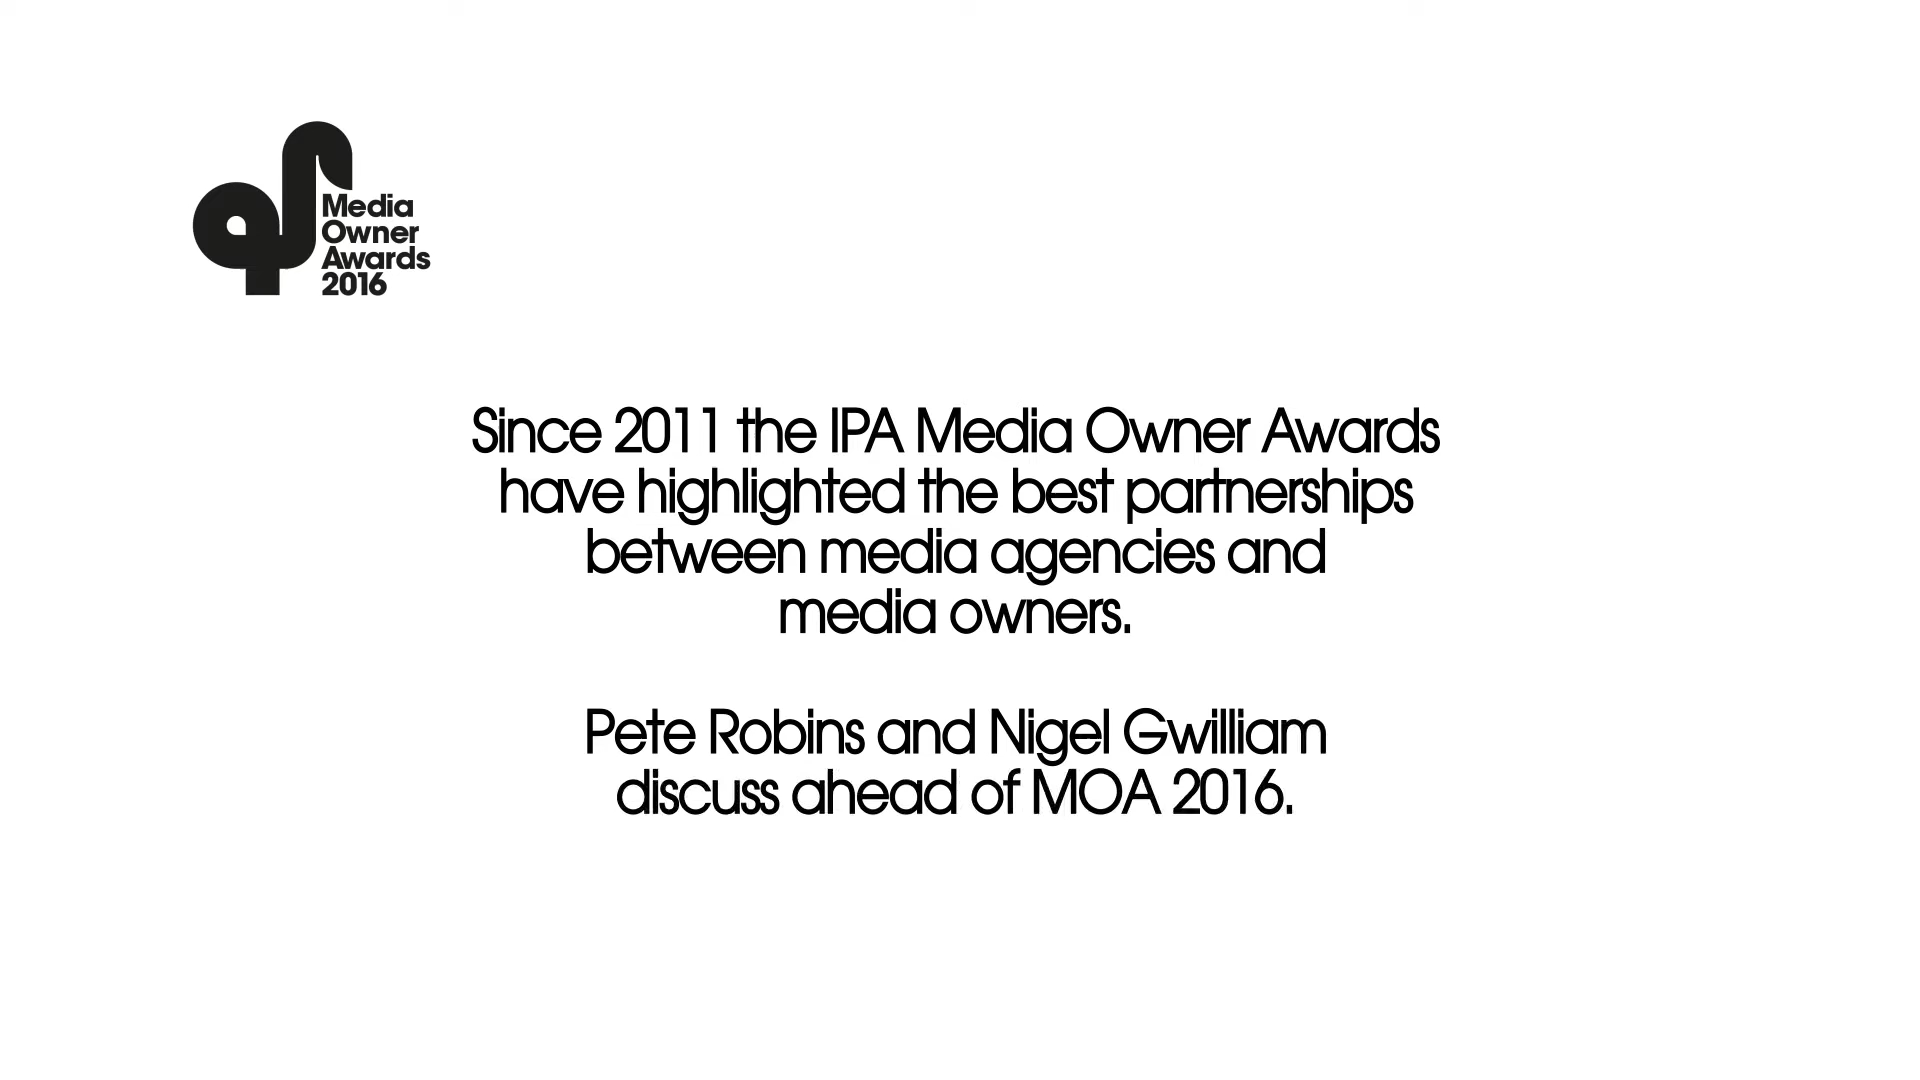 Media
Owner
Awards
2016
Since 2011 the IPA Media Owner Awards
have highlighted the best partnerships
between media agencies and
media owners.
Pete Robins and Nigel Gwilliam
discuss ahead of MOA 2016.